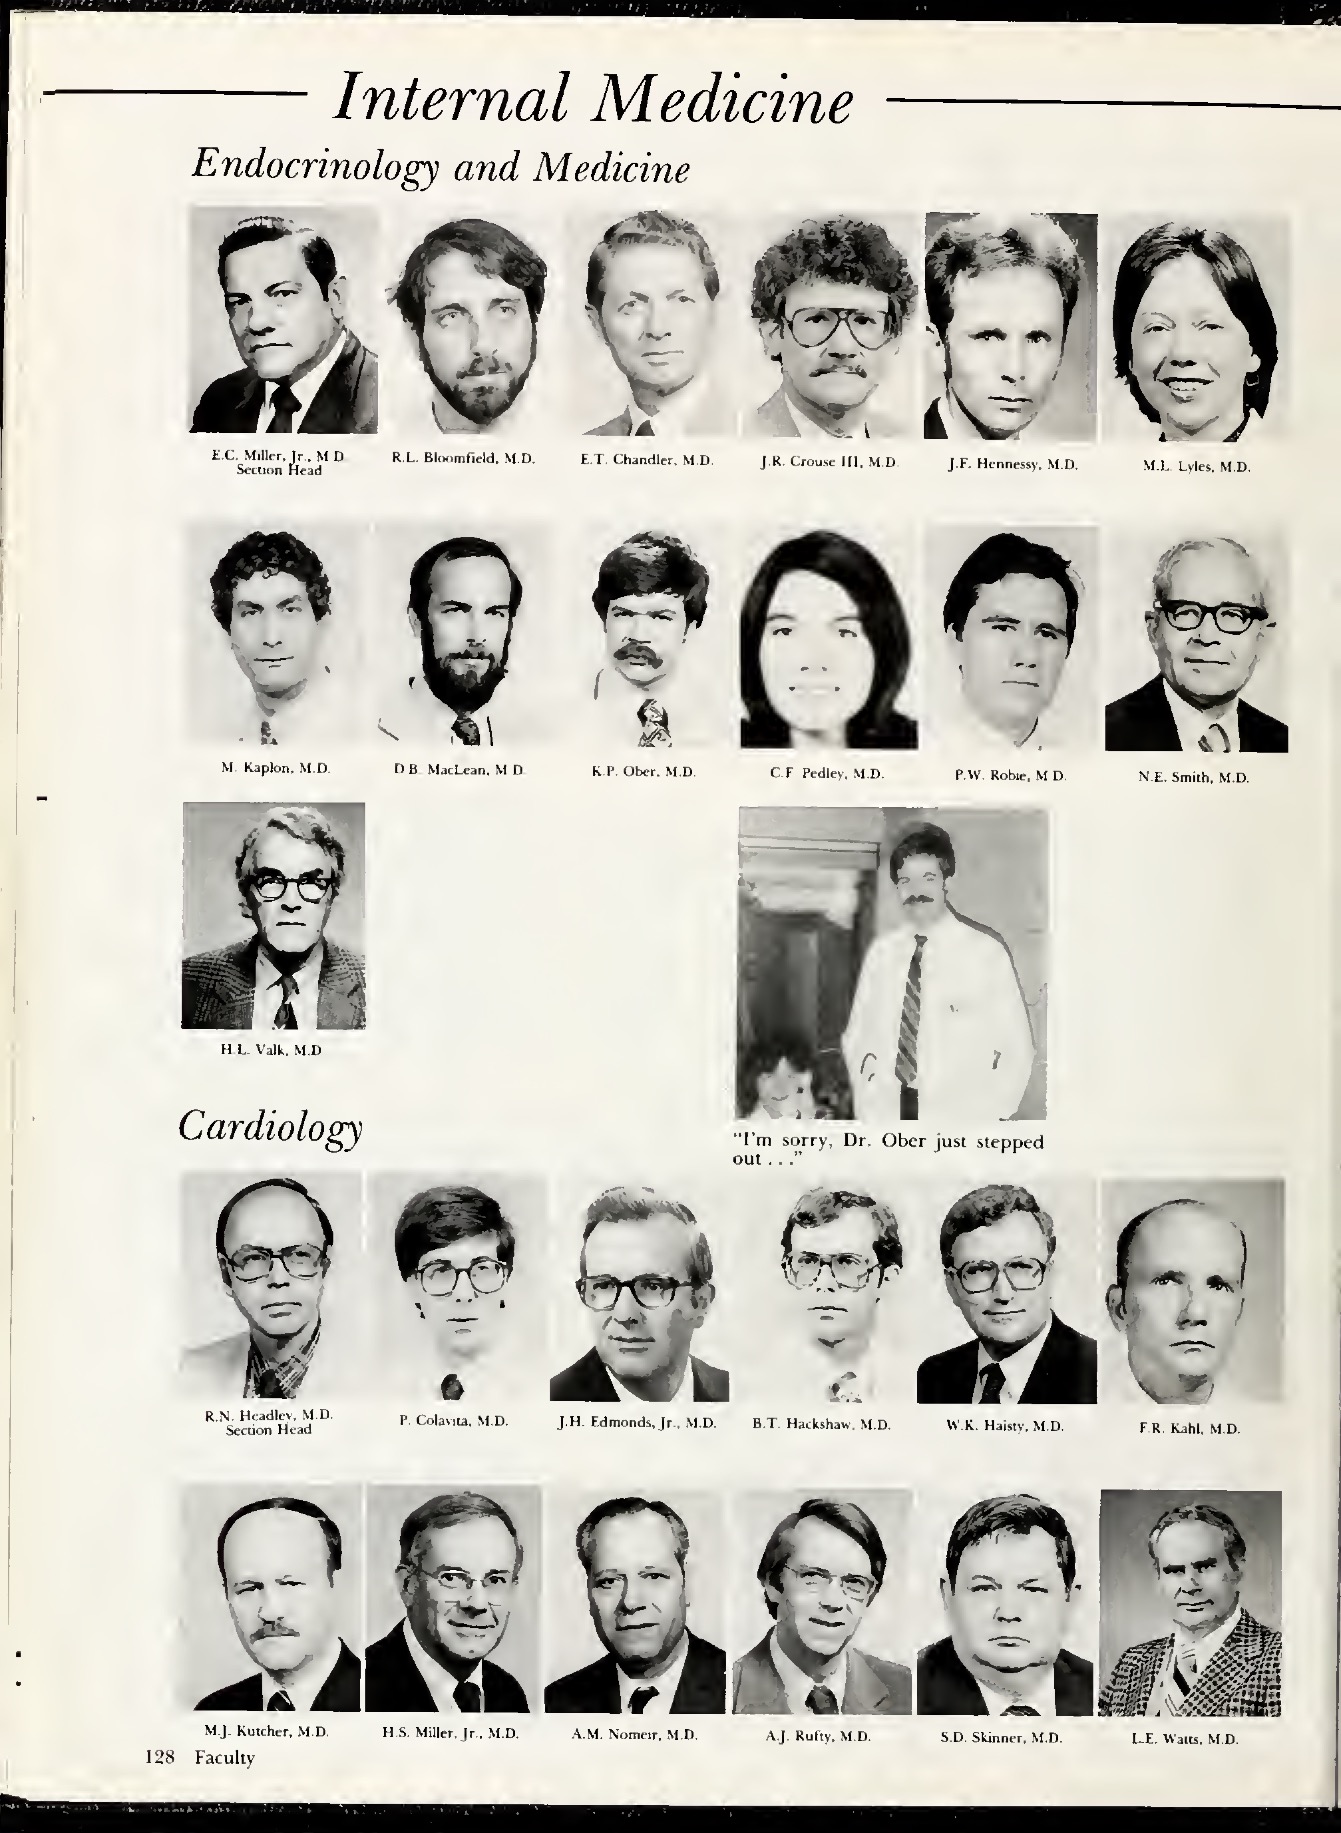 Internal Medicine
Endocrinology and Medicine
E.C. Miller, Jr., M D
Section Head
R.L. Bloomfield, M.D.
E.T. Chandler, M.D.
J.R. Crouse III, M.D.
J.F. Hennessy, M.D.
M.L. Lyles, M.D.
M. Kaplon, M.D.
D B. MacLean, M D
K.P. Ober, M.D.
C.F Pedley, M.D.
P.W. Robie, M D
N.E. Smith, M.D.
H.L. Valk, M.D
"I'm sorry, Dr. Ober just stepped
out . . ."
Cardiology
R.N. Headley, M.D.
Section Head
P. Colavita, M.D.
J.H. Edmonds, Jr., M.D.
B.T. Hackshaw, M.D.
W.K. Haisty, M.D.
F.R. Kahl, M.D.
M.J. Kutcher, M.D.
H.S. Miller, Jr., M.D.
A.M. Nomeir, M.D.
A.J. Rufty, M.D.
S.D. Skinner, M.D.
L.E. Watts, M.D.
128 Faculty